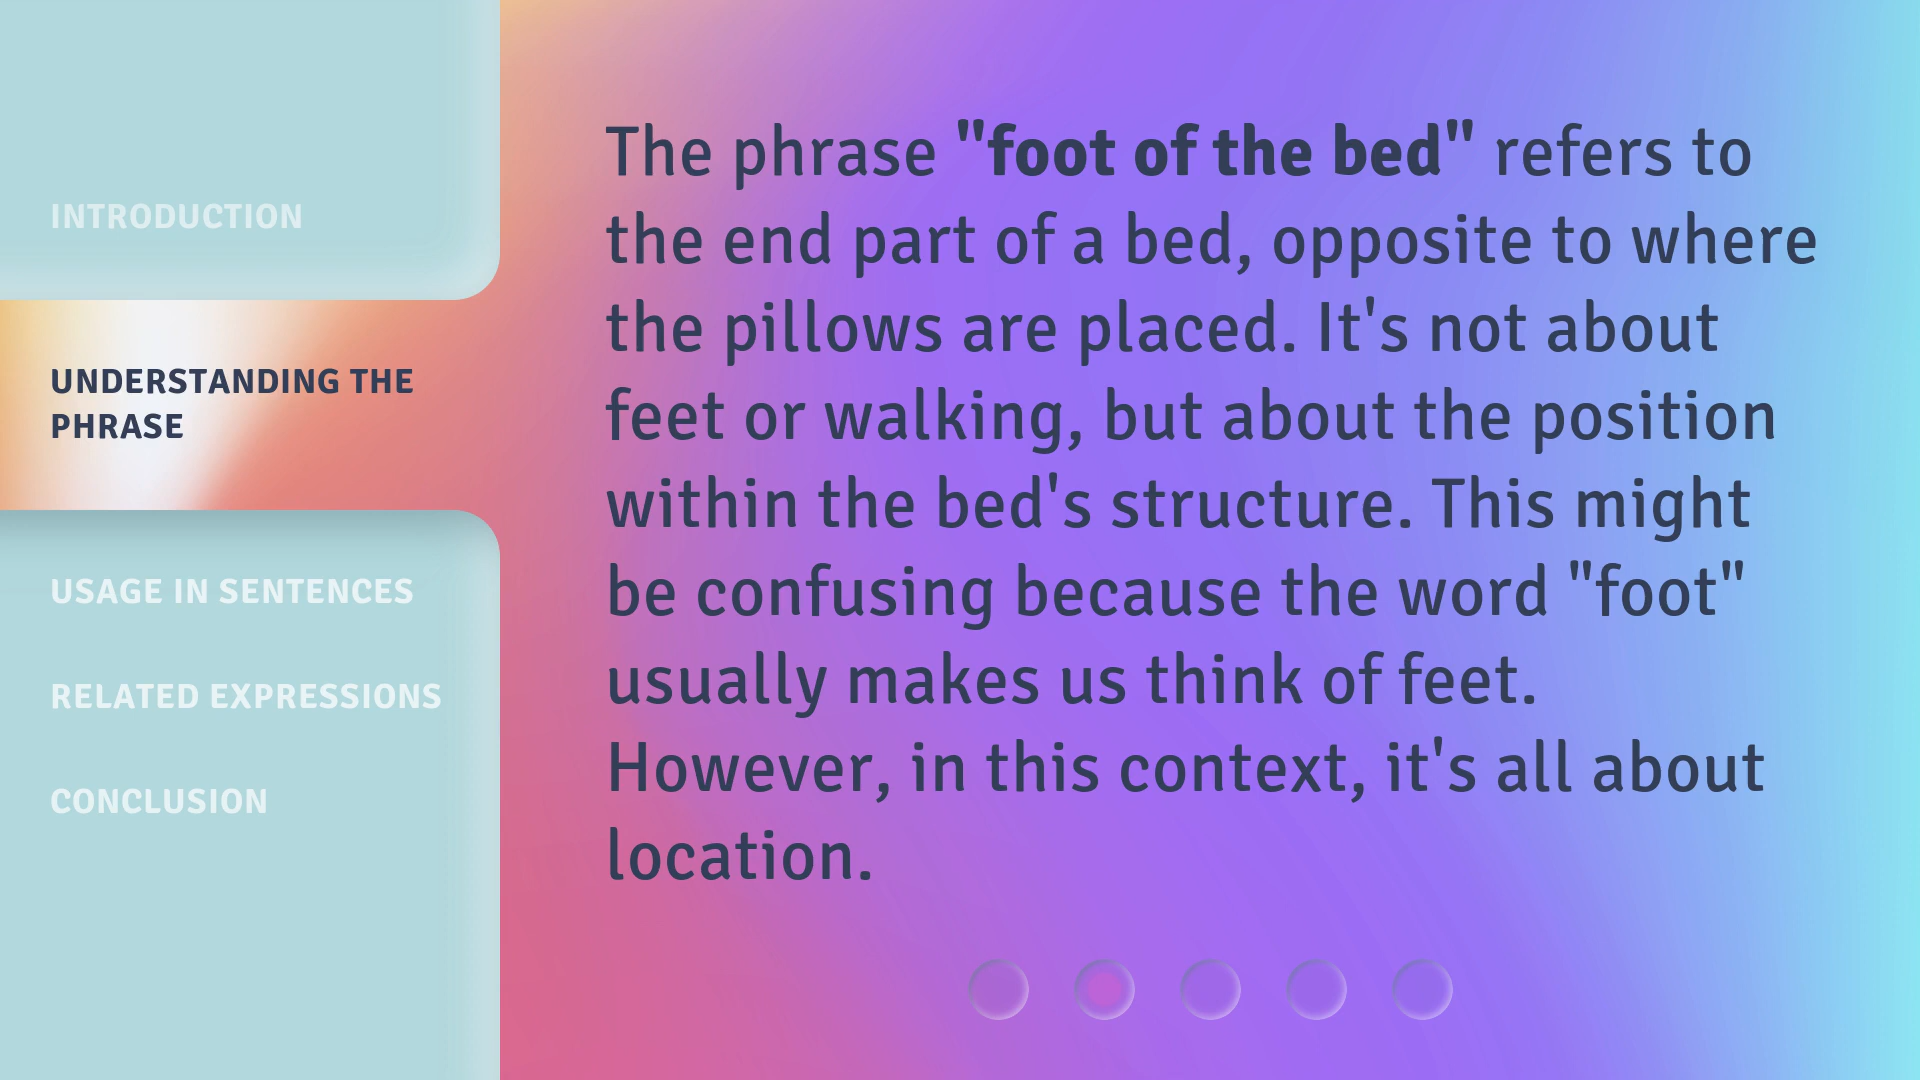 INTRODUCTION
UNDERSTANDING THE
PHRASE
USAGE IN SENTENCES
RELATED EXPRESSIONS
CONCLUSION
The phrase "foot of the bed" refers to
the end part of a bed, opposite to where
the pillows are placed. It's not about
feet or walking, but about the position
within the bed's structure. This might
be confusing because the word "foot"
usually makes us think of feet.
However, in this context, it's all about
location.